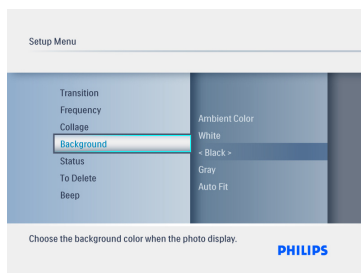 Setup Menu
Transition
Frequency
Collage
Background
Status
To Delete
Beep
Ambient Color
White
< Black >
Gray
Auto Fit
Choose the background color when the photo display.
PHILIPS